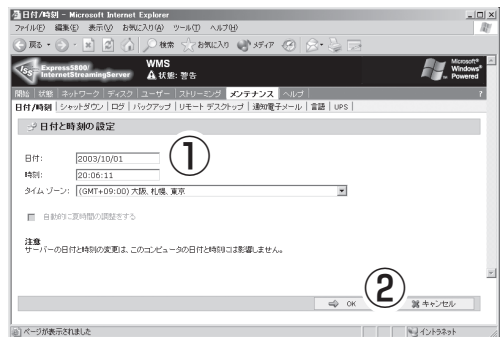 日付/時刻 - Microsoft Internet Explorer
ファイル(F) 編集(E) 表示(V) お気に入り(A) ツール(T) ヘルプ(H)
戻る 検索 お気に入り メディア
Express5800/
InternetStreamingServer
WMS
状態: 警告
Microsoft
Windows
Powered
開始 状態 ネットワーク ディスク ユーザー ストリーミング メンテナンス ヘルプ ?
日付/時刻 | シャットダウン | ログ | バックアップ | リモート デスクトップ | 通知電子メール | 言語 | UPS |
日付と時刻の設定
日付: 2003/10/01
①
時刻: 20:06:11
タイム ゾーン: (GMT+09:00) 大阪、札幌、東京
自動的に夏時間の調整をする
注意
サーバーの日付と時刻の変更は、このコンピュータの日付と時刻には影響しません。
②
OK キャンセル
ページが表示されました イントラネット